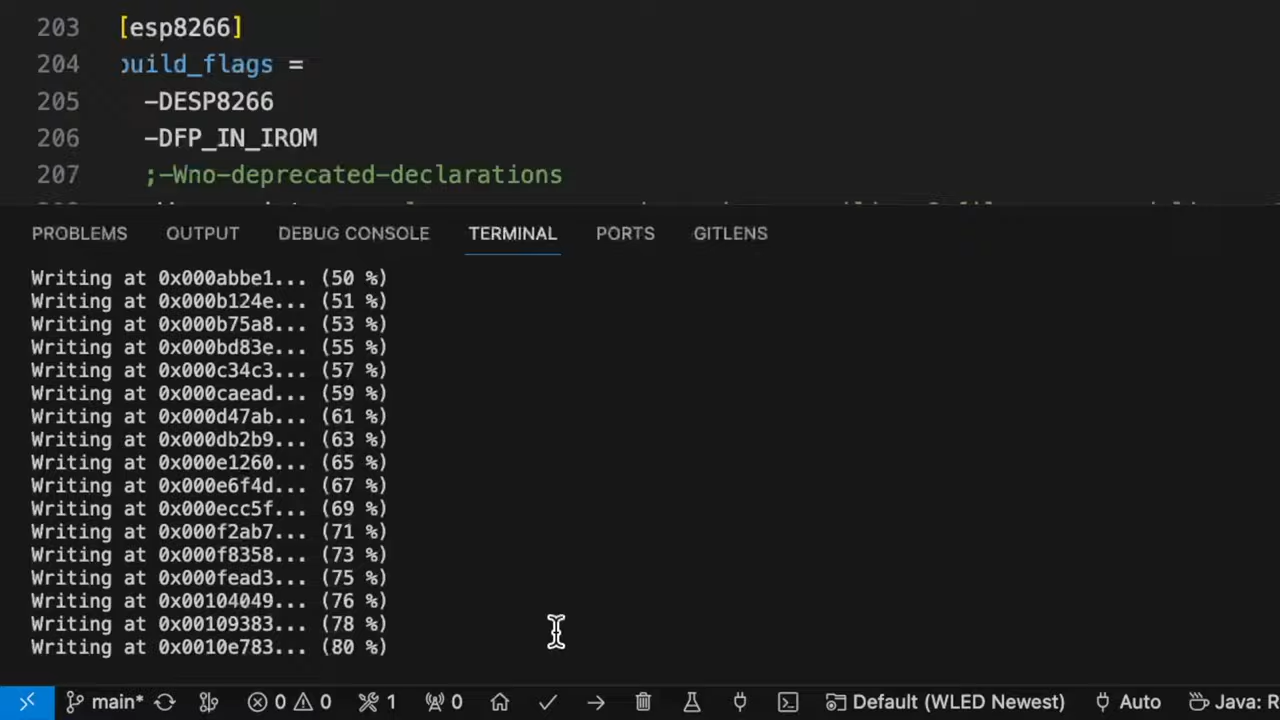 203 [esp8266]
204 build_flags =
205 -DESP8266
206 -DFP_IN_IROM
207 ;-Wno-deprecated-declarations
PROBLEMS OUTPUT DEBUG CONSOLE TERMINAL PORTS GITLENS
Writing at 0x000abbe1... (50 %)
Writing at 0x000b124e... (51 %)
Writing at 0x000b75a8... (53 %)
Writing at 0x000bd83e... (55 %)
Writing at 0x000c34c3... (57 %)
Writing at 0x000caead... (59 %)
Writing at 0x000d47ab... (61 %)
Writing at 0x000db2b9... (63 %)
Writing at 0x000e1260... (65 %)
Writing at 0x000e6f4d... (67 %)
Writing at 0x000ecc5f... (69 %)
Writing at 0x000f2ab7... (71 %)
Writing at 0x000f8358... (73 %)
Writing at 0x000fead3... (75 %)
Writing at 0x00104049... (76 %)
Writing at 0x00109383... (78 %)
Writing at 0x0010e783... (80 %)
main* 0 0 1 0 Default (WLED Newest) Auto Java: R